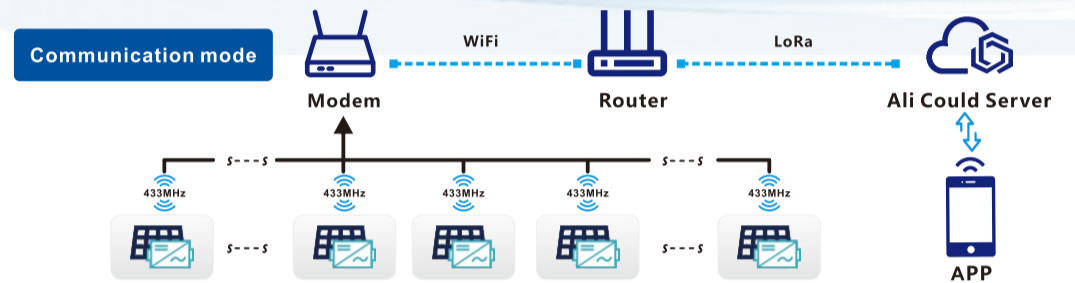 Communication mode
WiFi
LoRa
Modem
Router
Ali Could Server
s---s
s---s
433MHz
433MHz
433MHz
433MHz
433MHz
s---s
s---s
APP